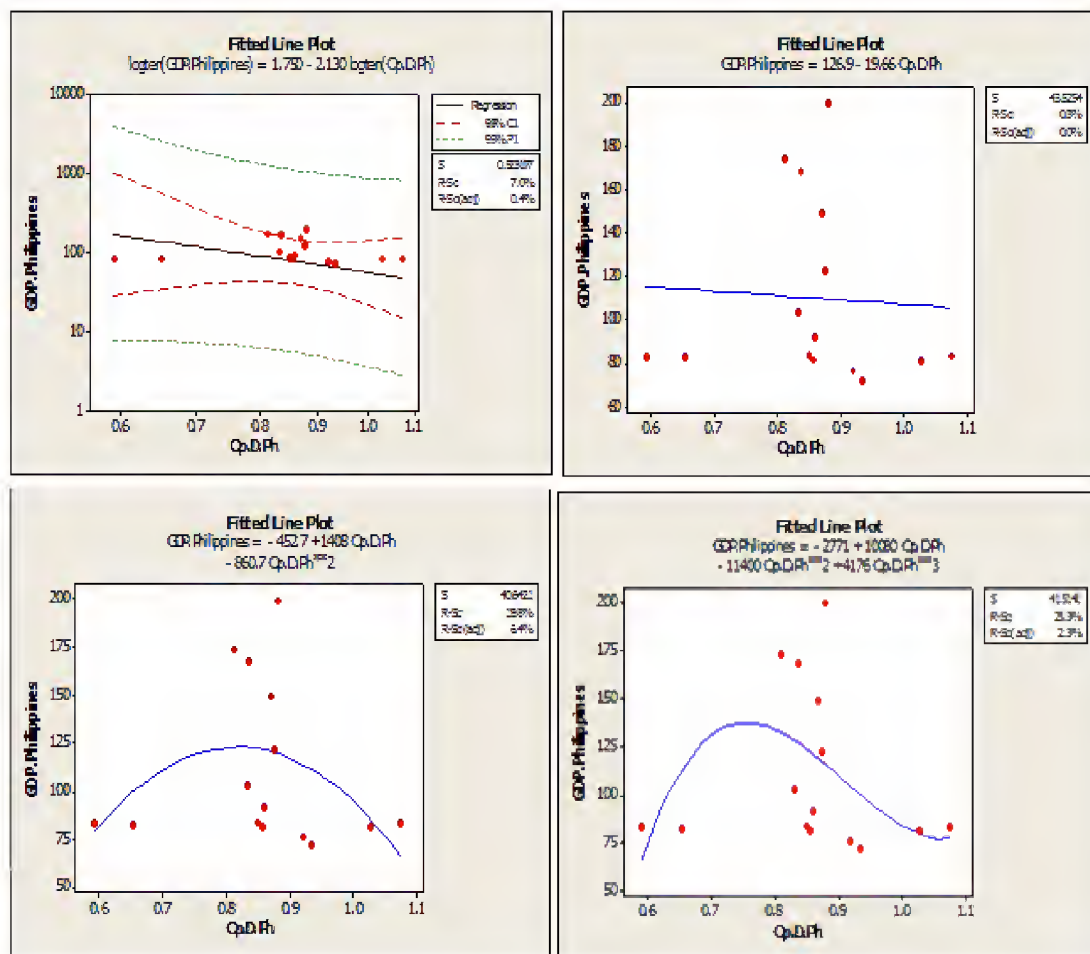 Fitted Line Plot
logten(GDP.Philippines) = 1.750 - 2.130 logten(Cp.D.Ph)
10000
1000
100
10
1
GDP.Philippines
0.6 0.7 0.8 0.9 1.0 1.1
Cp.D.Ph
Regression
95% CI
95% PI
S
R-Sq 7.0%
R-Sq(adj) 0.4%
Fitted Line Plot
GDP.Philippines = 126.9 - 19.66 Cp.D.Ph
200
180
160
140
120
100
80
60
GDP.Philippines
0.6 0.7 0.8 0.9 1.0 1.1
Cp.D.Ph
S
R-Sq
R-Sq(adj) 0.0%
Fitted Line Plot
GDP.Philippines = - 452.7 + 1408 Cp.D.Ph
- 860.7 Cp.D.Ph**2
200
175
150
125
100
75
50
GDP.Philippines
0.6 0.7 0.8 0.9 1.0 1.1
Cp.D.Ph
S
R-Sq
R-Sq(adj) 6.4%
Fitted Line Plot
GDP.Philippines = - 2771 + 10080 Cp.D.Ph
- 11400 Cp.D.Ph**2 + 4176 Cp.D.Ph**3
200
175
150
125
100
75
50
GDP.Philippines
0.6 0.7 0.8 0.9 1.0 1.1
Cp.D.Ph
S
R-Sq
R-Sq(adj) 2.3%